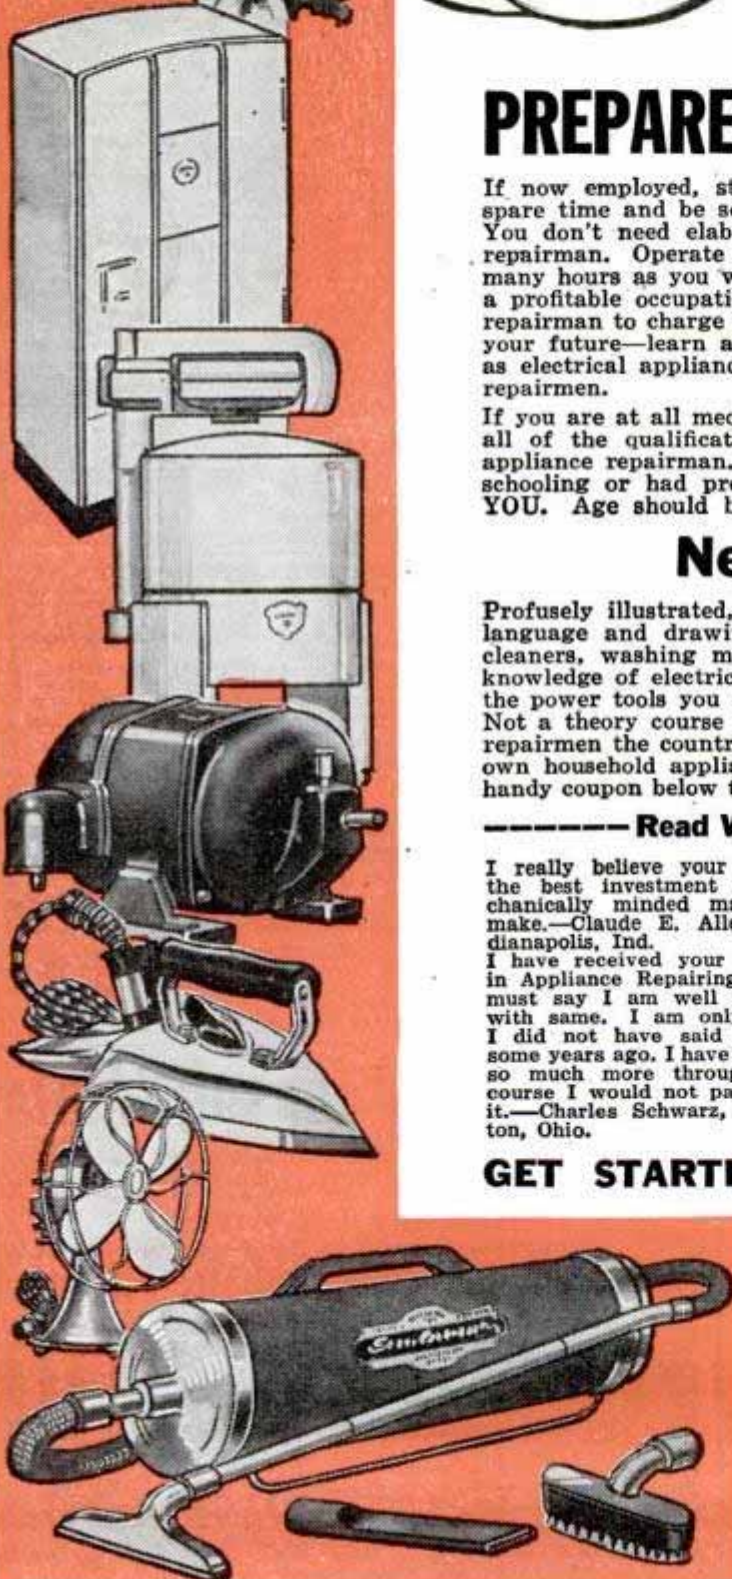 PREPARE
If now employed, st
spare time and be se
You don't need elab
repairman. Operate
many hours as you w
a profitable occupati
repairman to charge
your future—learn a
as electrical applianc
repairmen.
If you are at all mec
all of the qualificat
appliance repairman.
schooling or had pre
YOU. Age should b
Ne
Profusely illustrated,
language and drawi
cleaners, washing m
knowledge of electric
the power tools you
Not a theory course
repairmen the countr
own household applia
handy coupon below t
------Read W
I really believe your
the best investment
chanically minded ma
make.—Claude E. Alle
dianapolis, Ind.
I have received your
in Appliance Repairing
must say I am well
with same. I am only
I did not have said
some years ago. I have
so much more throug
course I would not pa
it.—Charles Schwarz,
ton, Ohio.
GET STARTE